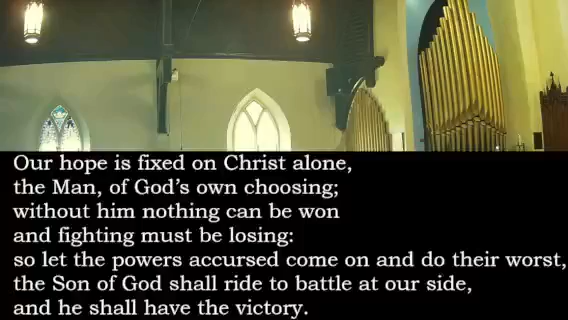 Our hope is fixed on Christ alone,
the Man, of God's own choosing;
without him nothing can be won
and fighting must be losing:
so let the powers accursed come on and do their worst,
the Son of God shall ride to battle at our side,
and he shall have the victory.